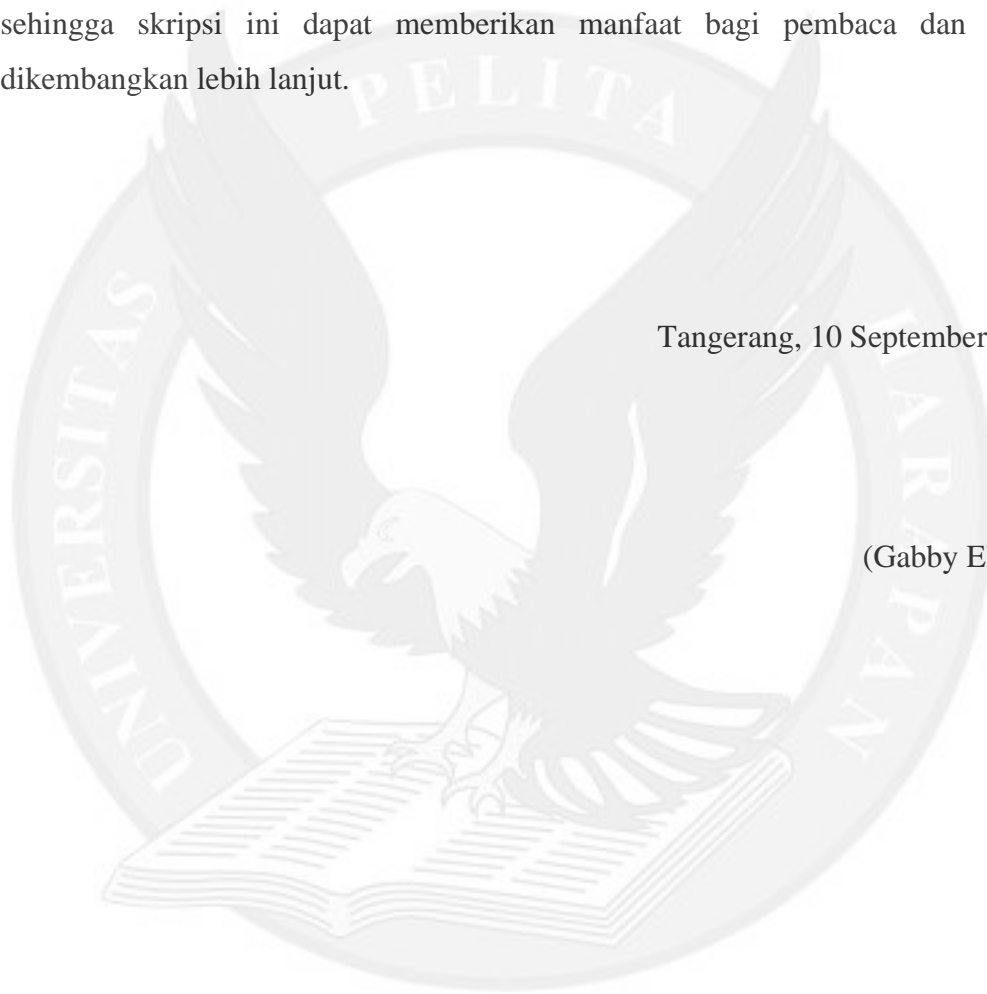 sehingga skripsi ini dapat memberikan manfaat bagi pembaca dan
dikembangkan lebih lanjut.
PELITA
UNIVERSITAS
HARAPAN
Tangerang, 10 September
(Gabby E